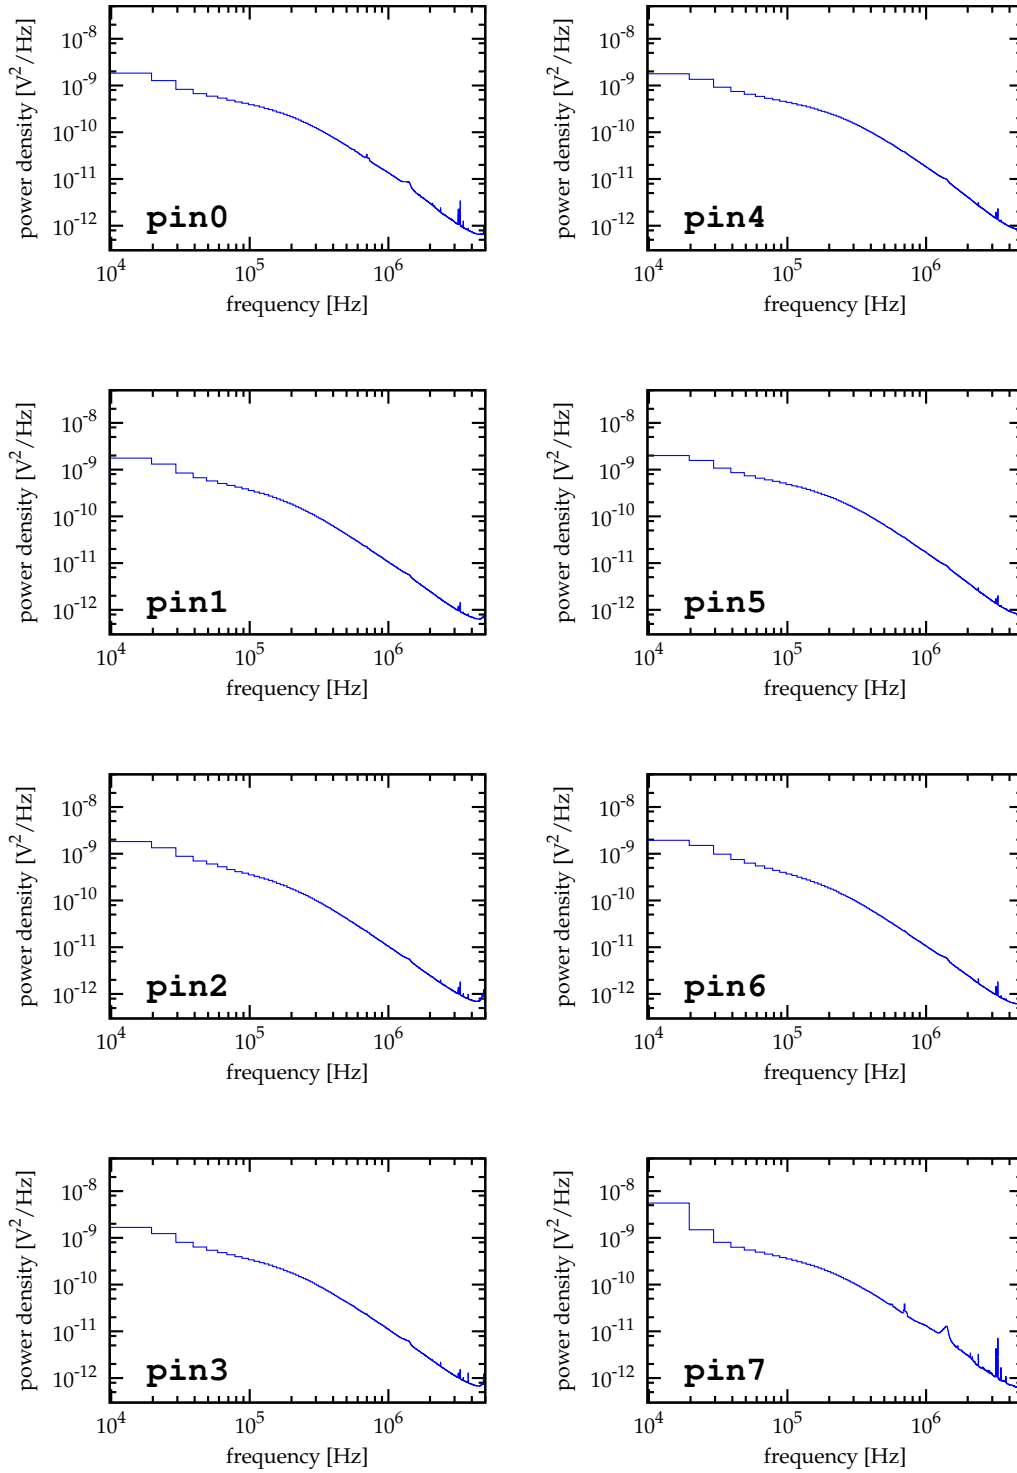 power density [V²/Hz]
10⁻⁸
10⁻⁹
10⁻¹⁰
10⁻¹¹
10⁻¹²
pin0
10⁴ 10⁵ 10⁶
frequency [Hz]
power density [V²/Hz]
10⁻⁸
10⁻⁹
10⁻¹⁰
10⁻¹¹
10⁻¹²
pin4
10⁴ 10⁵ 10⁶
frequency [Hz]
power density [V²/Hz]
10⁻⁸
10⁻⁹
10⁻¹⁰
10⁻¹¹
10⁻¹²
pin1
10⁴ 10⁵ 10⁶
frequency [Hz]
power density [V²/Hz]
10⁻⁸
10⁻⁹
10⁻¹⁰
10⁻¹¹
10⁻¹²
pin5
10⁴ 10⁵ 10⁶
frequency [Hz]
power density [V²/Hz]
10⁻⁸
10⁻⁹
10⁻¹⁰
10⁻¹¹
10⁻¹²
pin2
10⁴ 10⁵ 10⁶
frequency [Hz]
power density [V²/Hz]
10⁻⁸
10⁻⁹
10⁻¹⁰
10⁻¹¹
10⁻¹²
pin6
10⁴ 10⁵ 10⁶
frequency [Hz]
power density [V²/Hz]
10⁻⁸
10⁻⁹
10⁻¹⁰
10⁻¹¹
10⁻¹²
pin3
10⁴ 10⁵ 10⁶
frequency [Hz]
power density [V²/Hz]
10⁻⁸
10⁻⁹
10⁻¹⁰
10⁻¹¹
10⁻¹²
pin7
10⁴ 10⁵ 10⁶
frequency [Hz]